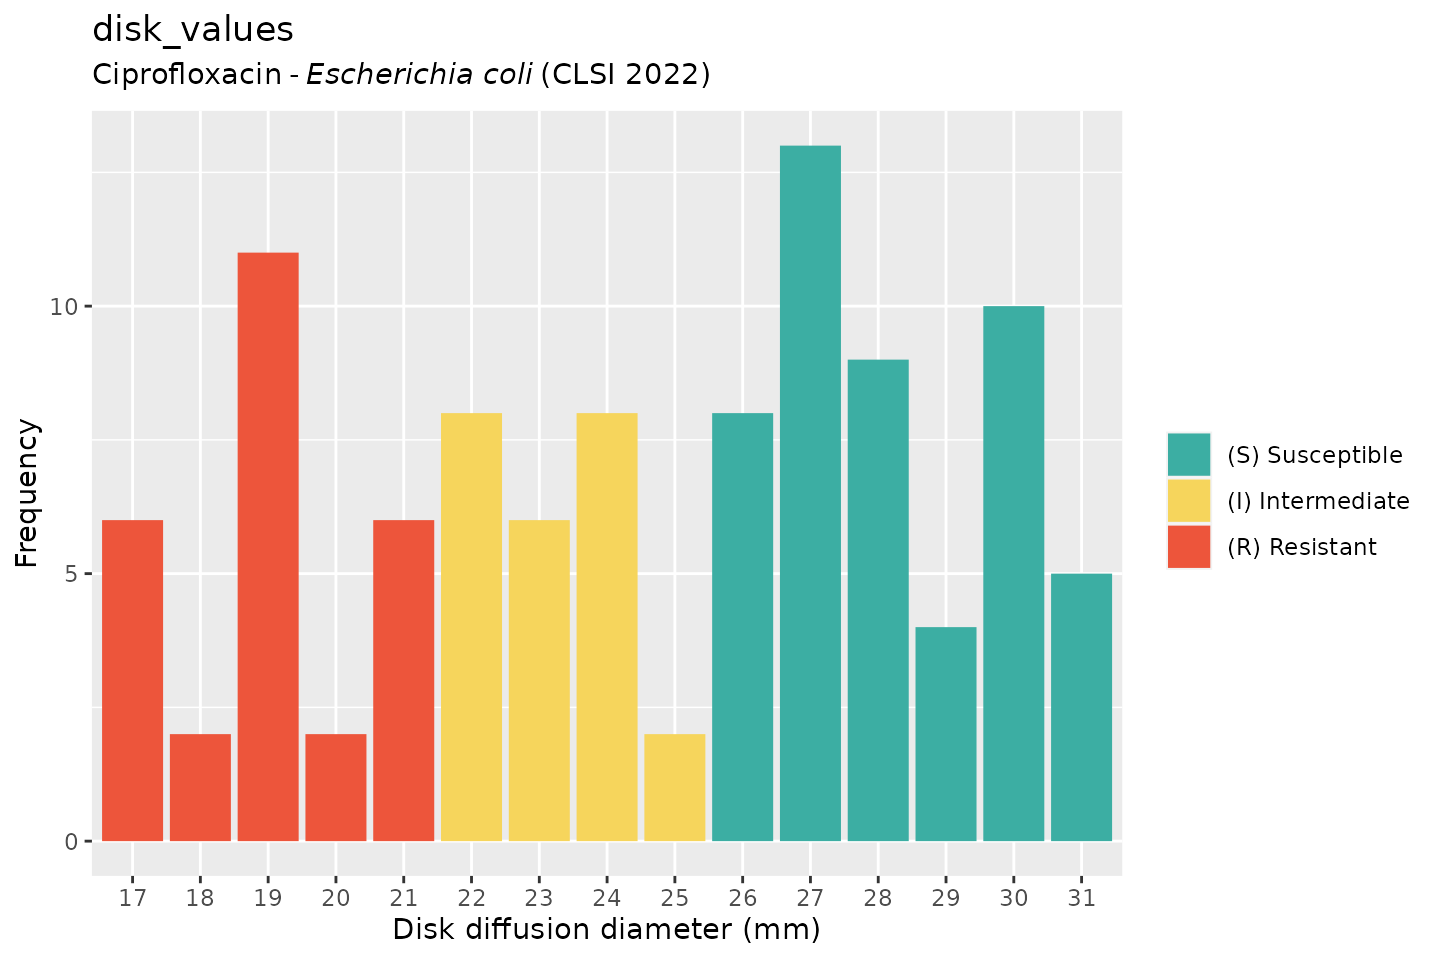 disk_values
Ciprofloxacin - Escherichia coli (CLSI 2022)
Frequency
10
5
0
17 18 19 20 21 22 23 24 25 26 27 28 29 30 31
Disk diffusion diameter (mm)
(S) Susceptible
(I) Intermediate
(R) Resistant